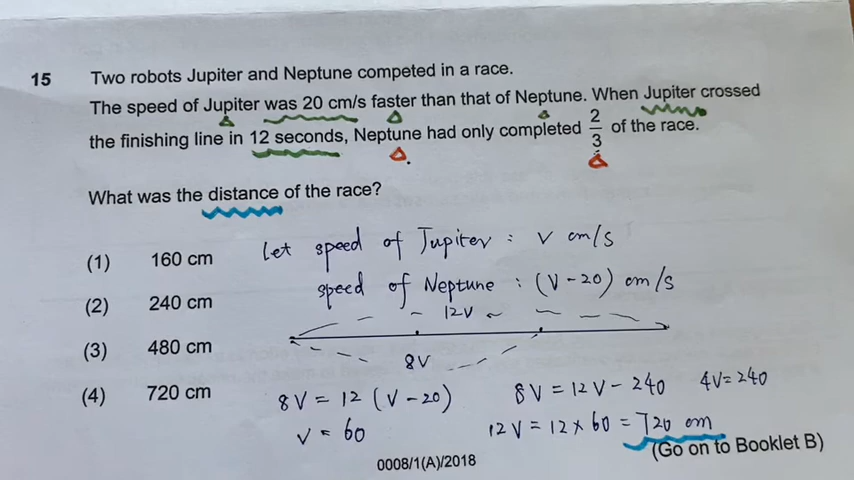 15 Two robots Jupiter and Neptune competed in a race.
The speed of Jupiter was 20 cm/s faster than that of Neptune. When Jupiter crossed
the finishing line in 12 seconds, Neptune had only completed 2/3 of the race.
What was the distance of the race?
Let speed of Jupiter : V cm/s
(1) 160 cm
speed of Neptune : (V-20) cm/s
(2) 240 cm
12V
(3) 480 cm
8V
(4) 720 cm
8V = 12 (V-20) 8V = 12V - 240 4V = 240
V = 60 12V = 12 × 60 = 720 cm
(Go on to Booklet B)
0008/1(A)/2018